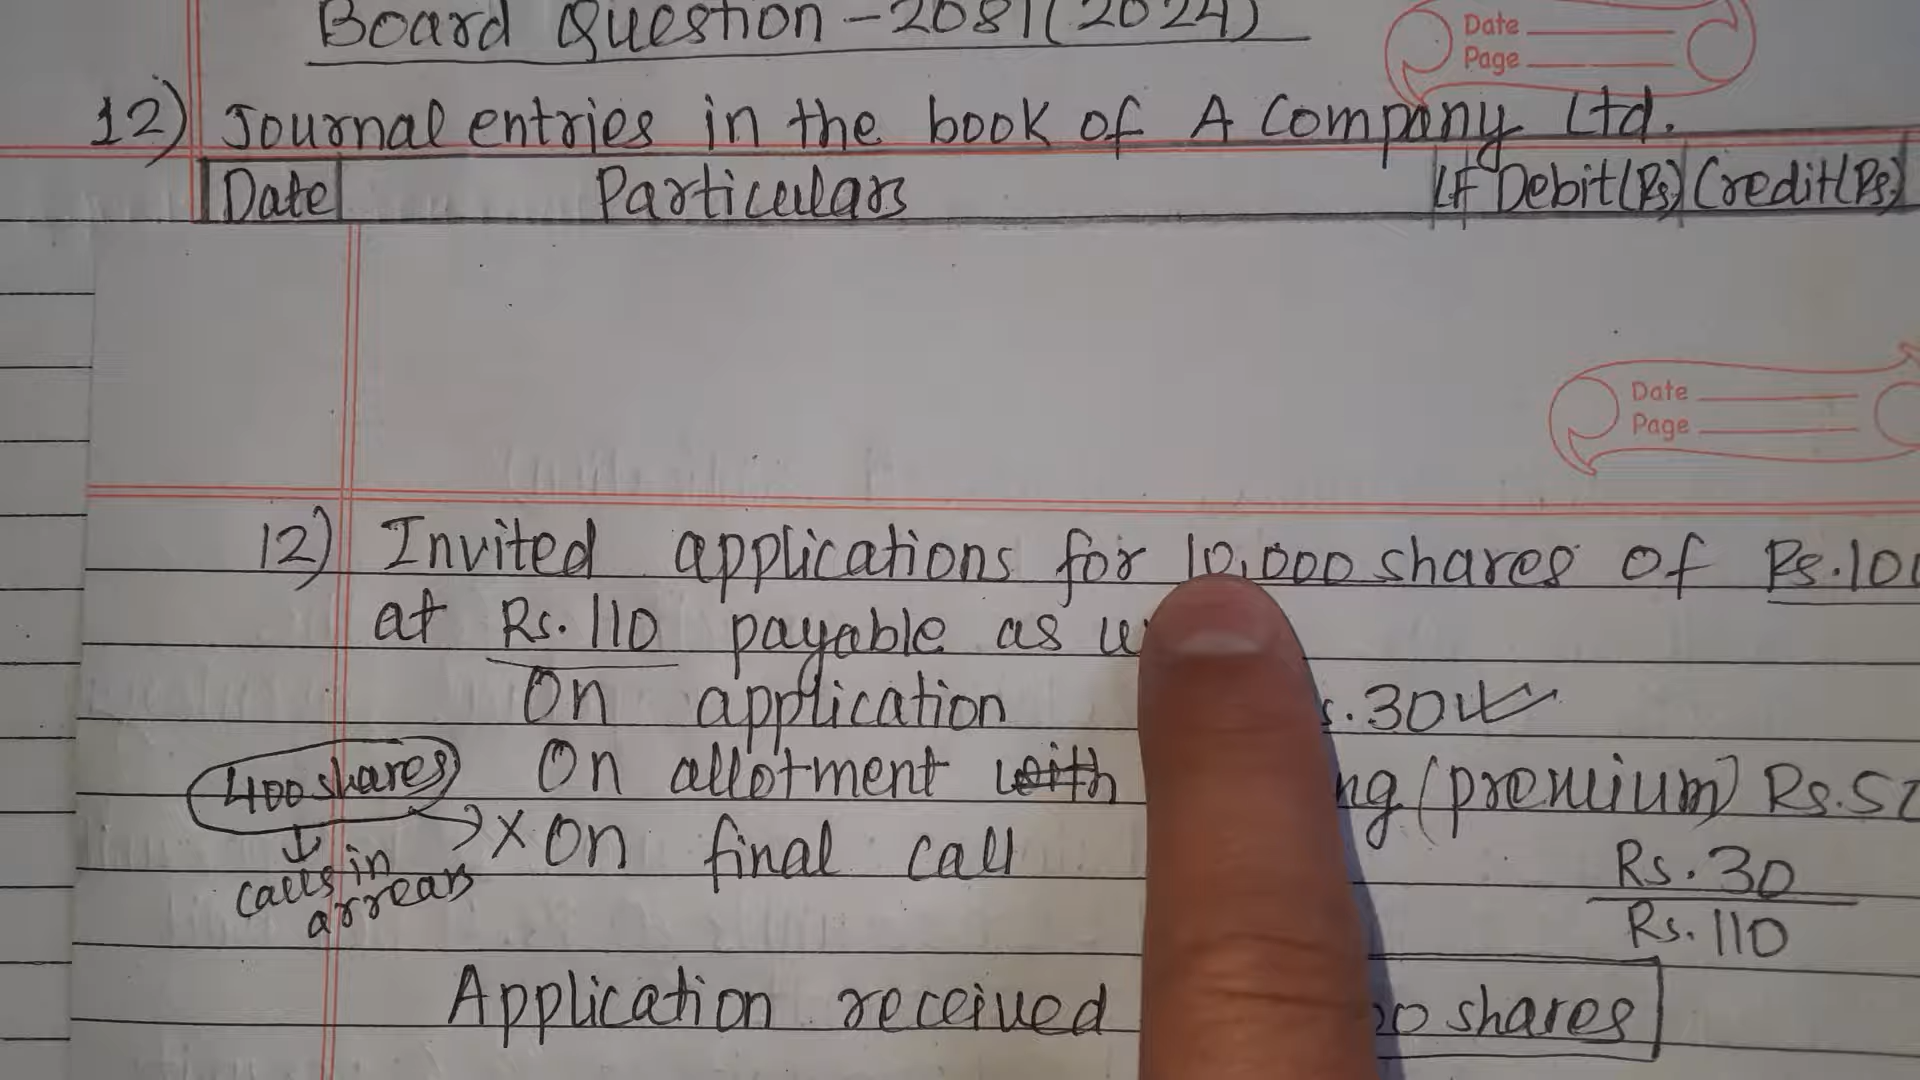 Board Question - 2081 (2024)
Date
Page
12) Journal entries in the book of A Company Ltd.
Date Particulars LF Debit(Rs) Credit(Rs)
Date
Page
12) Invited applications for 10,000 shares of
at Rs. 110 payable as
On application 30
400 shares On allotment with (premium)
X On final call Rs. 30
calls in
arrears
Rs. 110
Application received shares